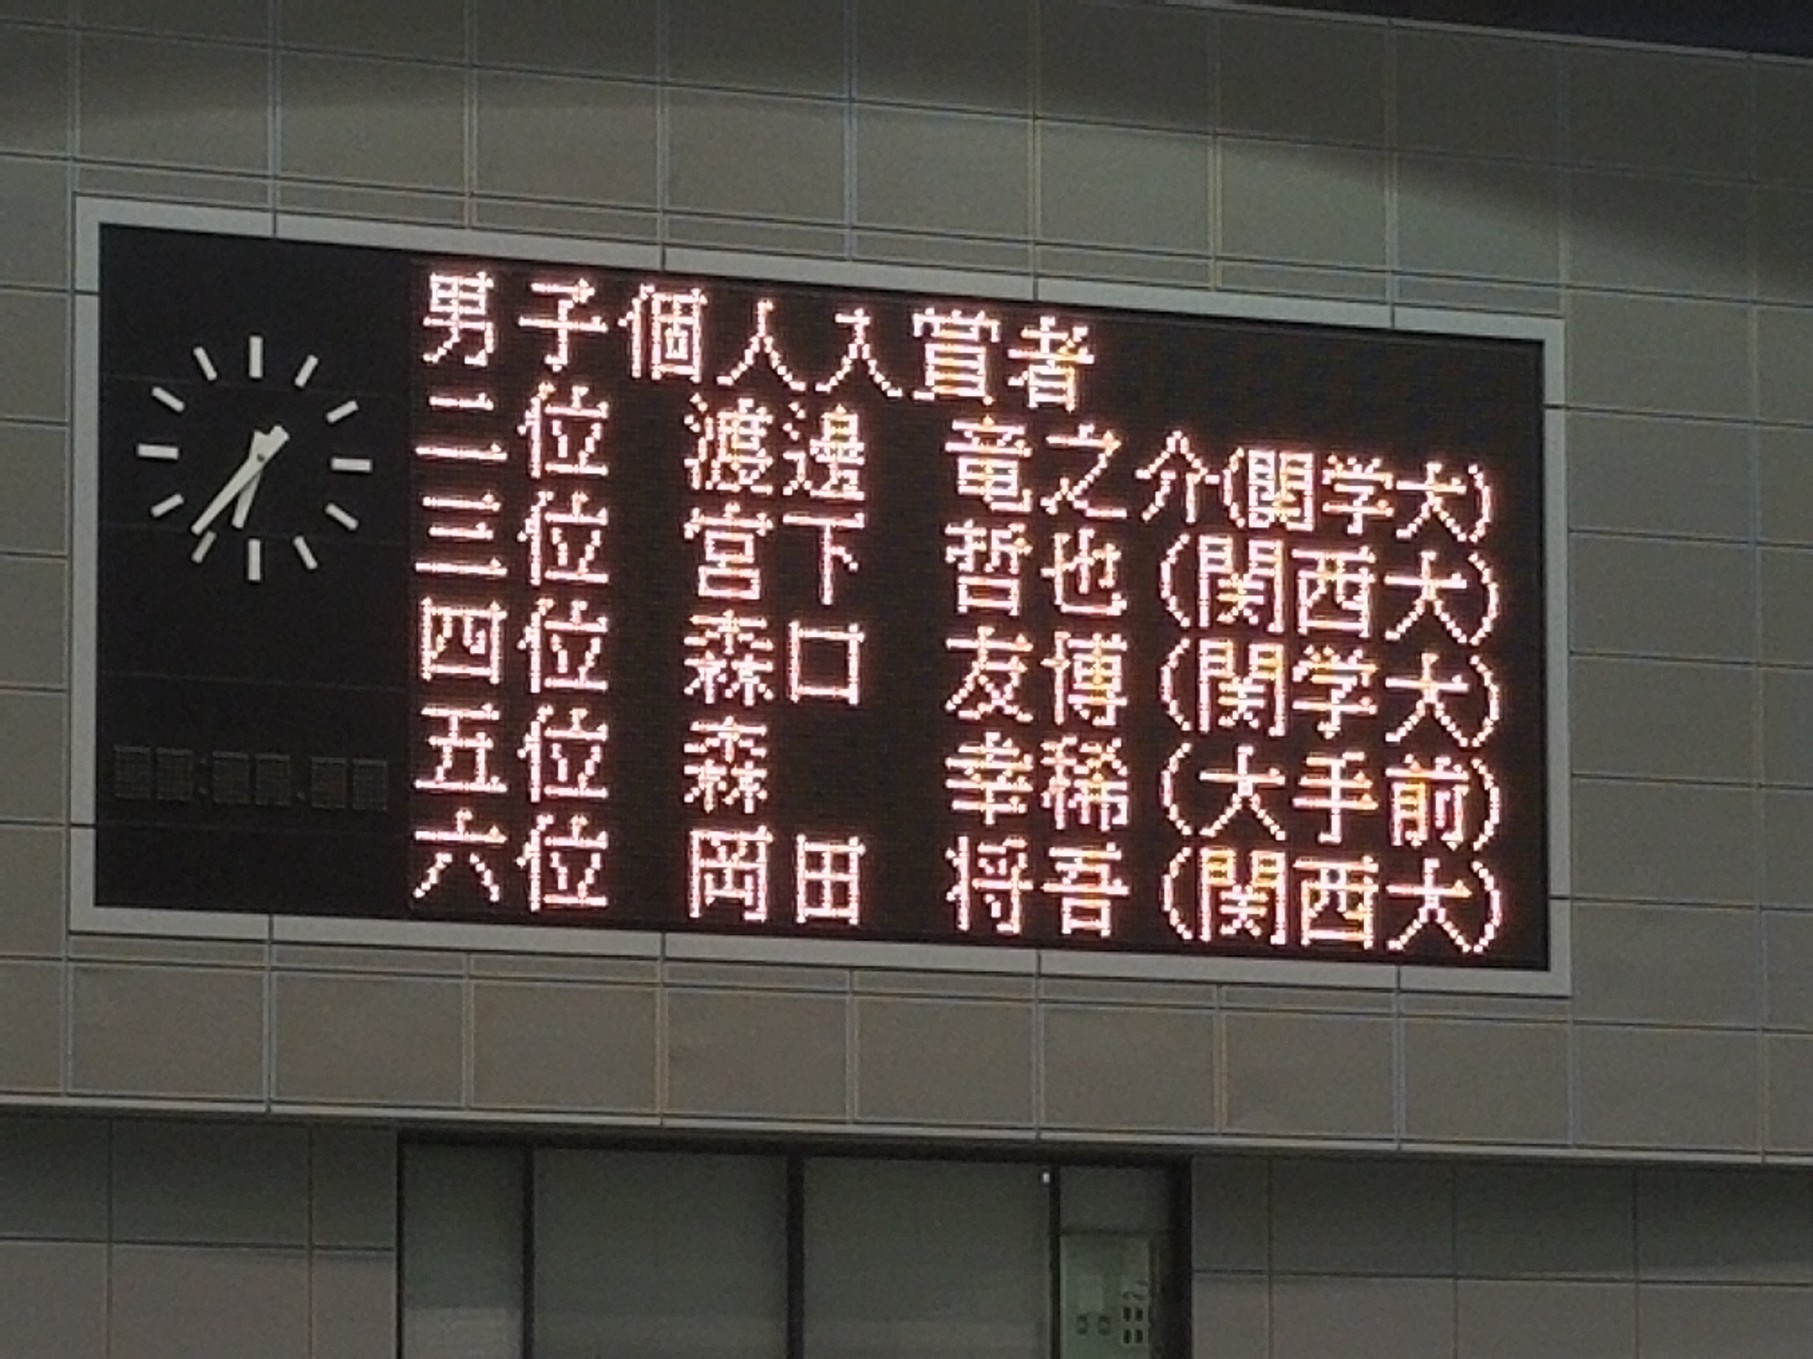 男子個人入賞者
二位 渡邊 竜之介(関学大)
三位 宮下 哲也(関西大)
四位 森口 友博(関学大)
五位 森 幸稀(大手前)
六位 岡田 将吾(関西大)